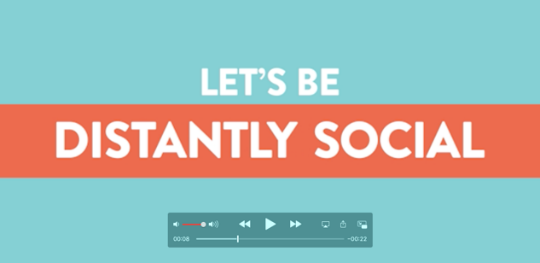 LET'S BE
DISTANTLY SOCIAL
00:08
-00:22